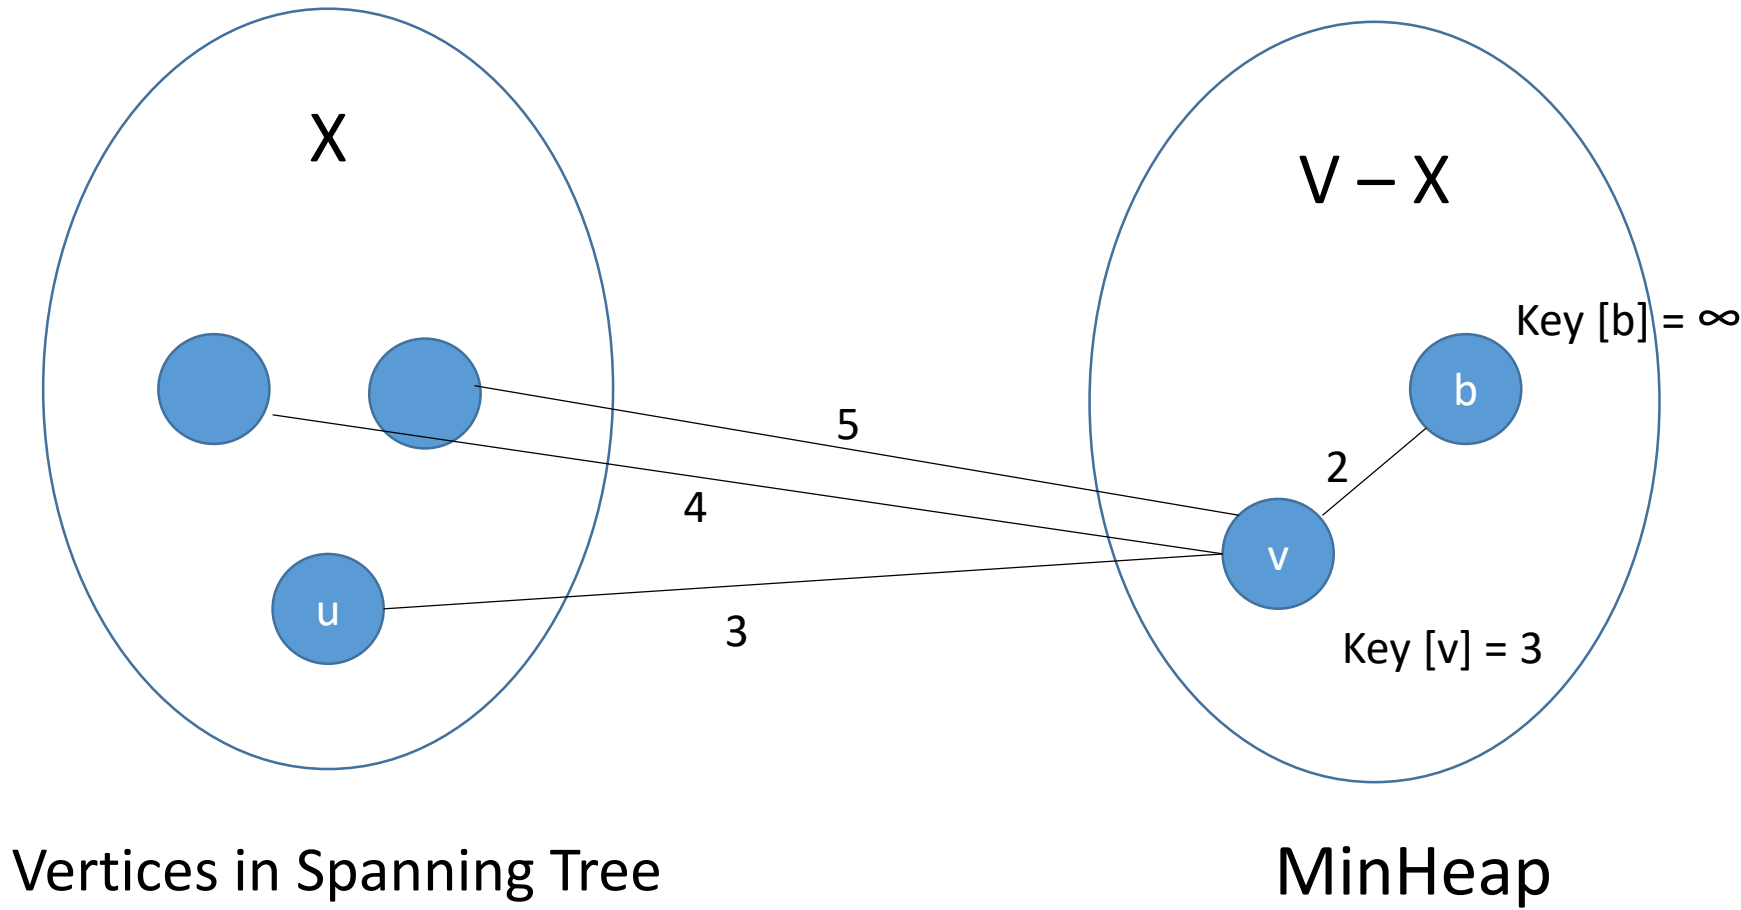 X
V – X
Key [b] = ∞
b
5
2
4
v
u
3
Key [v] = 3
Vertices in Spanning Tree
MinHeap